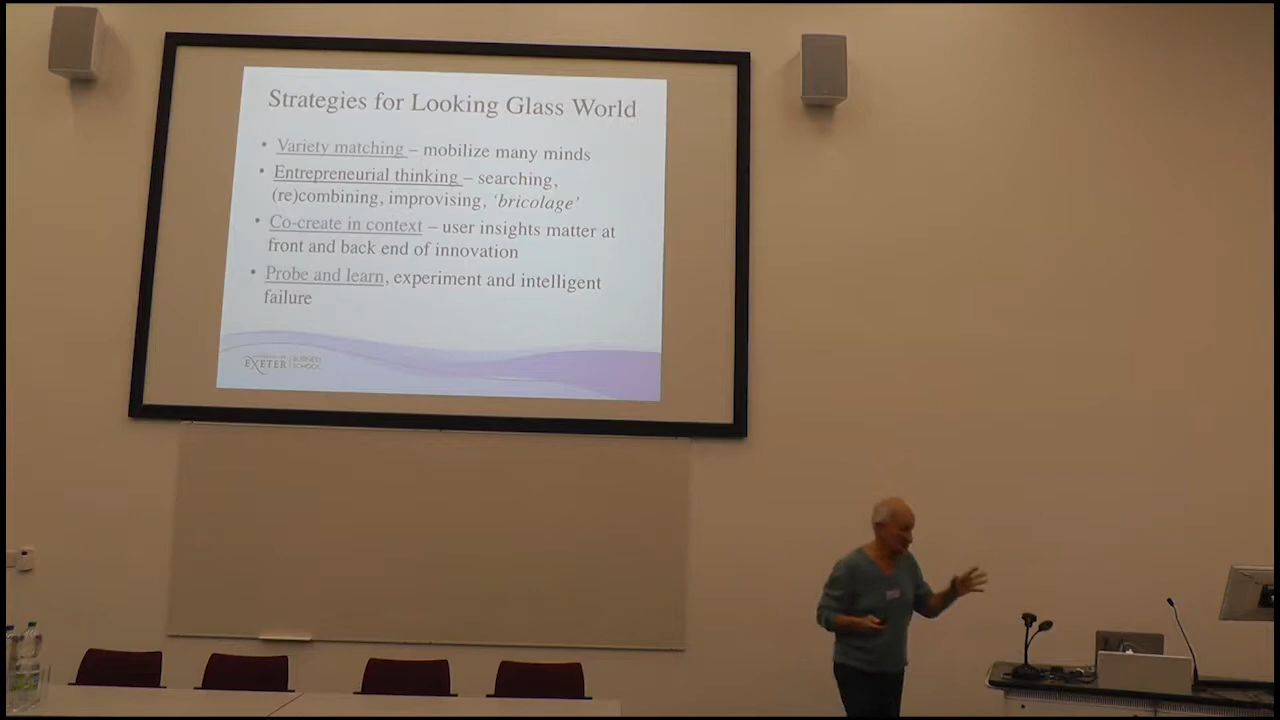 Strategies for Looking Glass World
• Variety matching – mobilize many minds
• Entrepreneurial thinking – searching,
(re)combining, improvising, ‘bricolage’
• Co-create in context – user insights matter at
front and back end of innovation
• Probe and learn, experiment and intelligent
failure
EXETER
BUSINESS
SCHOOL